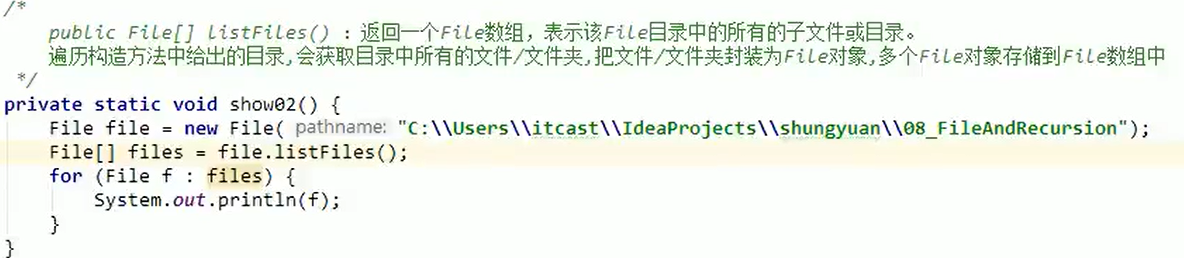 /*
    public File[] listFiles() ：返回一个File数组，表示该File目录中的所有的子文件或目录。
    遍历构造方法中给出的目录,会获取目录中所有的文件/文件夹,把文件/文件夹封装为File对象,多个File对象存储到File数组中
 */
private static void show02() {
    File file = new File( pathname: "C:\\Users\\itcast\\IdeaProjects\\shungyuan\\08_FileAndRecursion");
    File[] files = file.listFiles();
    for (File f : files) {
        System.out.println(f);
    }
}